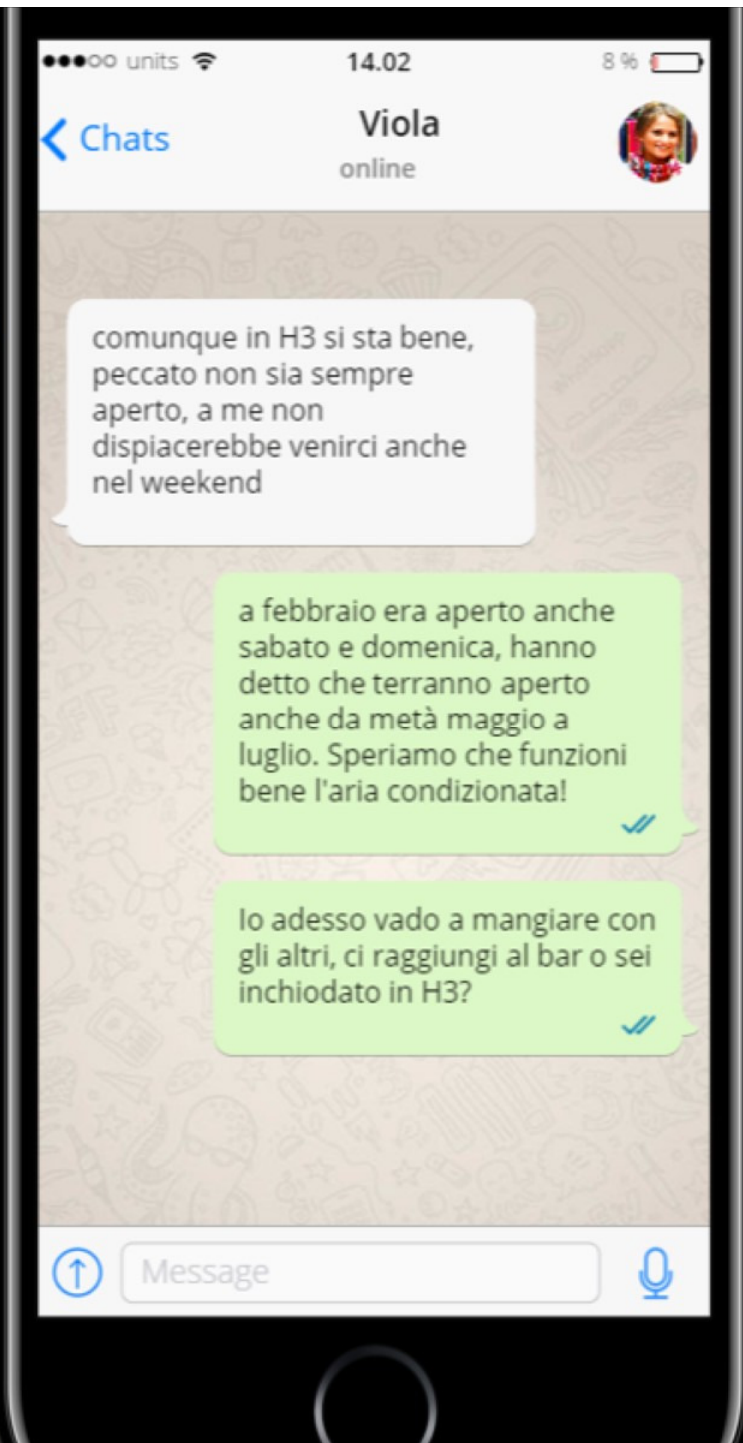 ●●●○○ units 14.02 8 %
Chats
Viola
online
comunque in H3 si sta bene,
peccato non sia sempre
aperto, a me non
dispiacerebbe venirci anche
nel weekend
a febbraio era aperto anche
sabato e domenica, hanno
detto che terranno aperto
anche da metà maggio a
luglio. Speriamo che funzioni
bene l'aria condizionata!
Io adesso vado a mangiare con
gli altri, ci raggiungi al bar o sei
inchiodato in H3?
Message